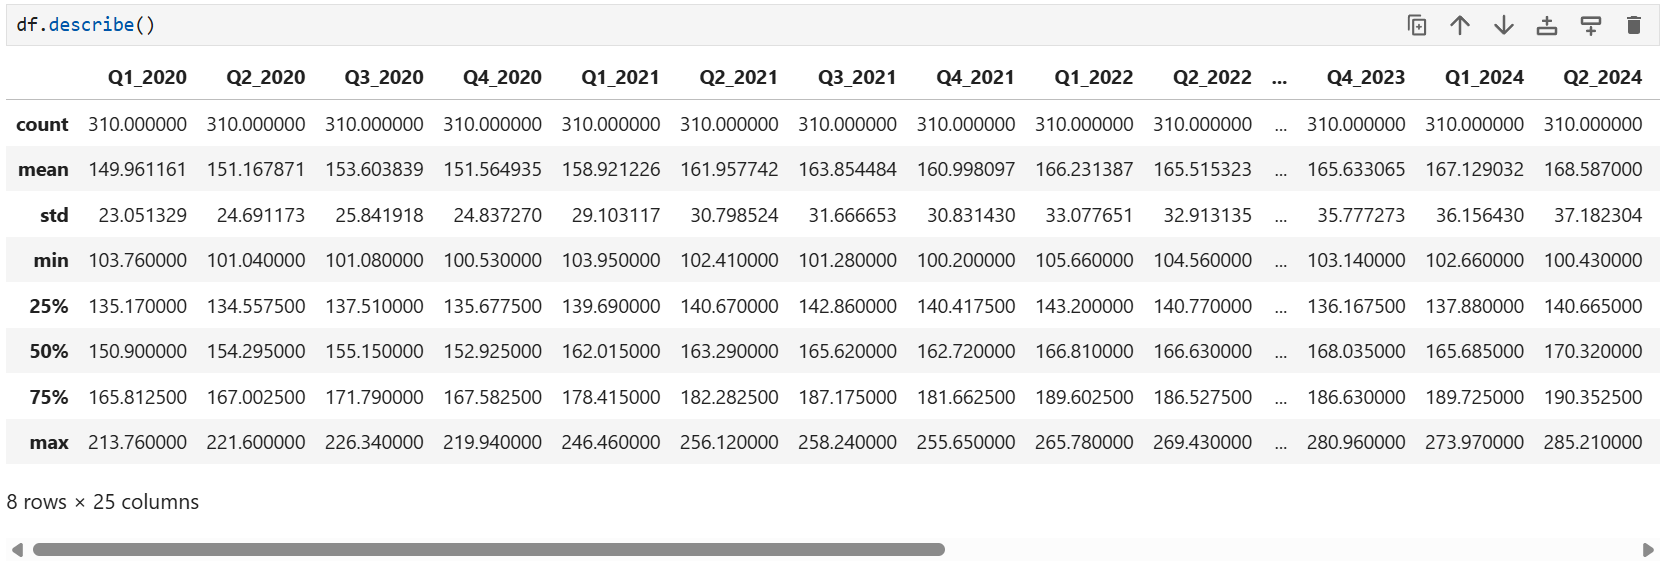 df.describe()
Q1_2020 Q2_2020 Q3_2020 Q4_2020 Q1_2021 Q2_2021 Q3_2021 Q4_2021 Q1_2022 Q2_2022 ... Q4_2023 Q1_2024 Q2_2024
count 310.000000 310.000000 310.000000 310.000000 310.000000 310.000000 310.000000 310.000000 310.000000 310.000000 ... 310.000000 310.000000 310.000000
mean 149.961161 151.167871 153.603839 151.564935 158.921226 161.957742 163.854484 160.998097 166.231387 165.515323 ... 165.633065 167.129032 168.587000
std 23.051329 24.691173 25.841918 24.837270 29.103117 30.798524 31.666653 30.831430 33.077651 32.913135 ... 35.777273 36.156430 37.182304
min 103.760000 101.040000 101.080000 100.530000 103.950000 102.410000 101.280000 100.200000 105.660000 104.560000 ... 103.140000 102.660000 100.430000
25% 135.170000 134.557500 137.510000 135.677500 139.690000 140.670000 142.860000 140.417500 143.200000 140.770000 ... 136.167500 137.880000 140.665000
50% 150.900000 154.295000 155.150000 152.925000 162.015000 163.290000 165.620000 162.720000 166.810000 166.630000 ... 168.035000 165.685000 170.320000
75% 165.812500 167.002500 171.790000 167.582500 178.415000 182.282500 187.175000 181.662500 189.602500 186.527500 ... 186.630000 189.725000 190.352500
max 213.760000 221.600000 226.340000 219.940000 246.460000 256.120000 258.240000 255.650000 265.780000 269.430000 ... 280.960000 273.970000 285.210000
8 rows × 25 columns